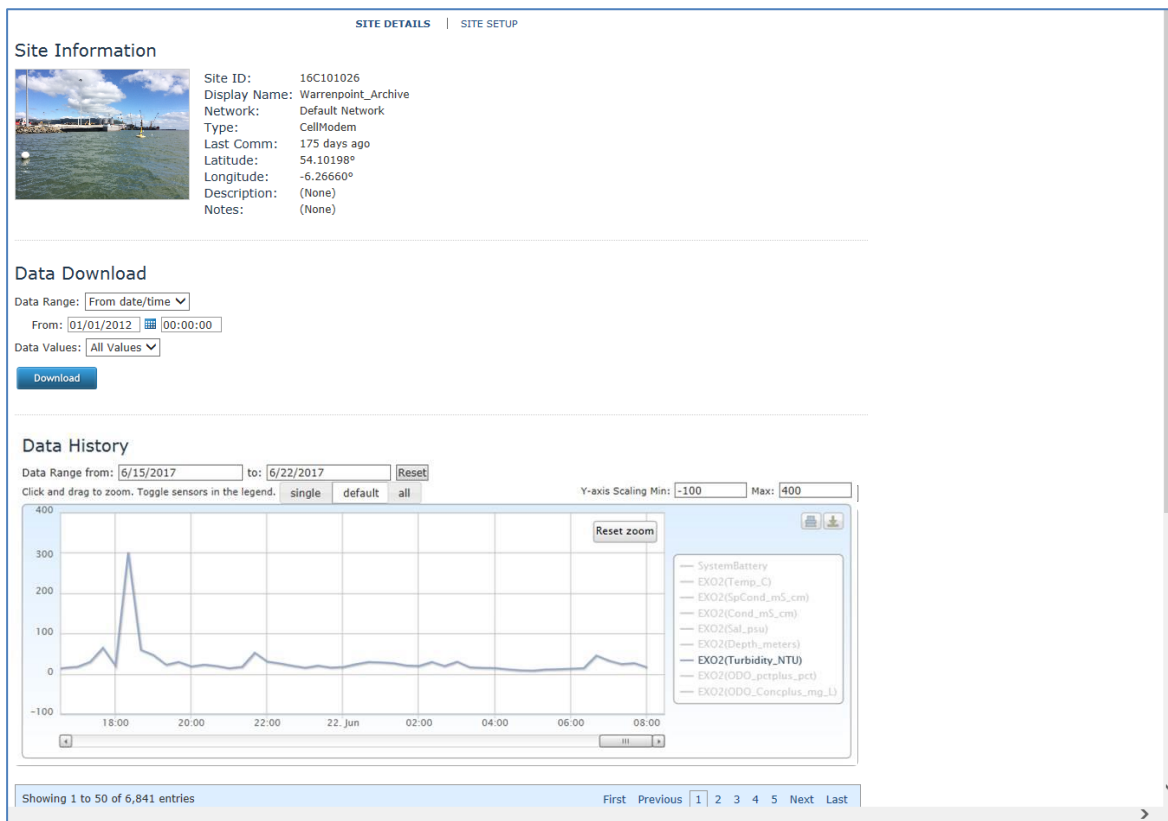 SITE DETAILS | SITE SETUP
Site Information
Site ID: 16C101026
Display Name: Warrenpoint_Archive
Network: Default Network
Type: CellModem
Last Comm: 175 days ago
Latitude: 54.10198°
Longitude: -6.26660°
Description: (None)
Notes: (None)
Data Download
Data Range: From date/time
From: 01/01/2012 00:00:00
Data Values: All Values
Download
Data History
Data Range from: 6/15/2017 to: 6/22/2017 Reset
Click and drag to zoom. Toggle sensors in the legend. single default all Y-axis Scaling Min: -100 Max: 400
400
300
200
100
0
-100
Reset zoom
SystemBattery
EXO2(Temp_C)
EXO2(SpCond_mS_cm)
EXO2(Cond_mS_cm)
EXO2(Sal_psu)
EXO2(Depth_meters)
EXO2(Turbidity_NTU)
EXO2(ODO_pctplus_pct)
EXO2(ODO_Concplus_mg_L)
18:00 20:00 22:00 22. Jun 02:00 04:00 06:00 08:00
Showing 1 to 50 of 6,841 entries First Previous 1 2 3 4 5 Next Last